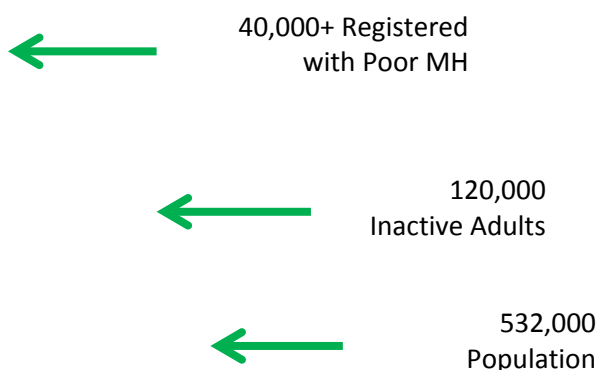 40,000+ Registered
with Poor MH
120,000
Inactive Adults
532,000
Population